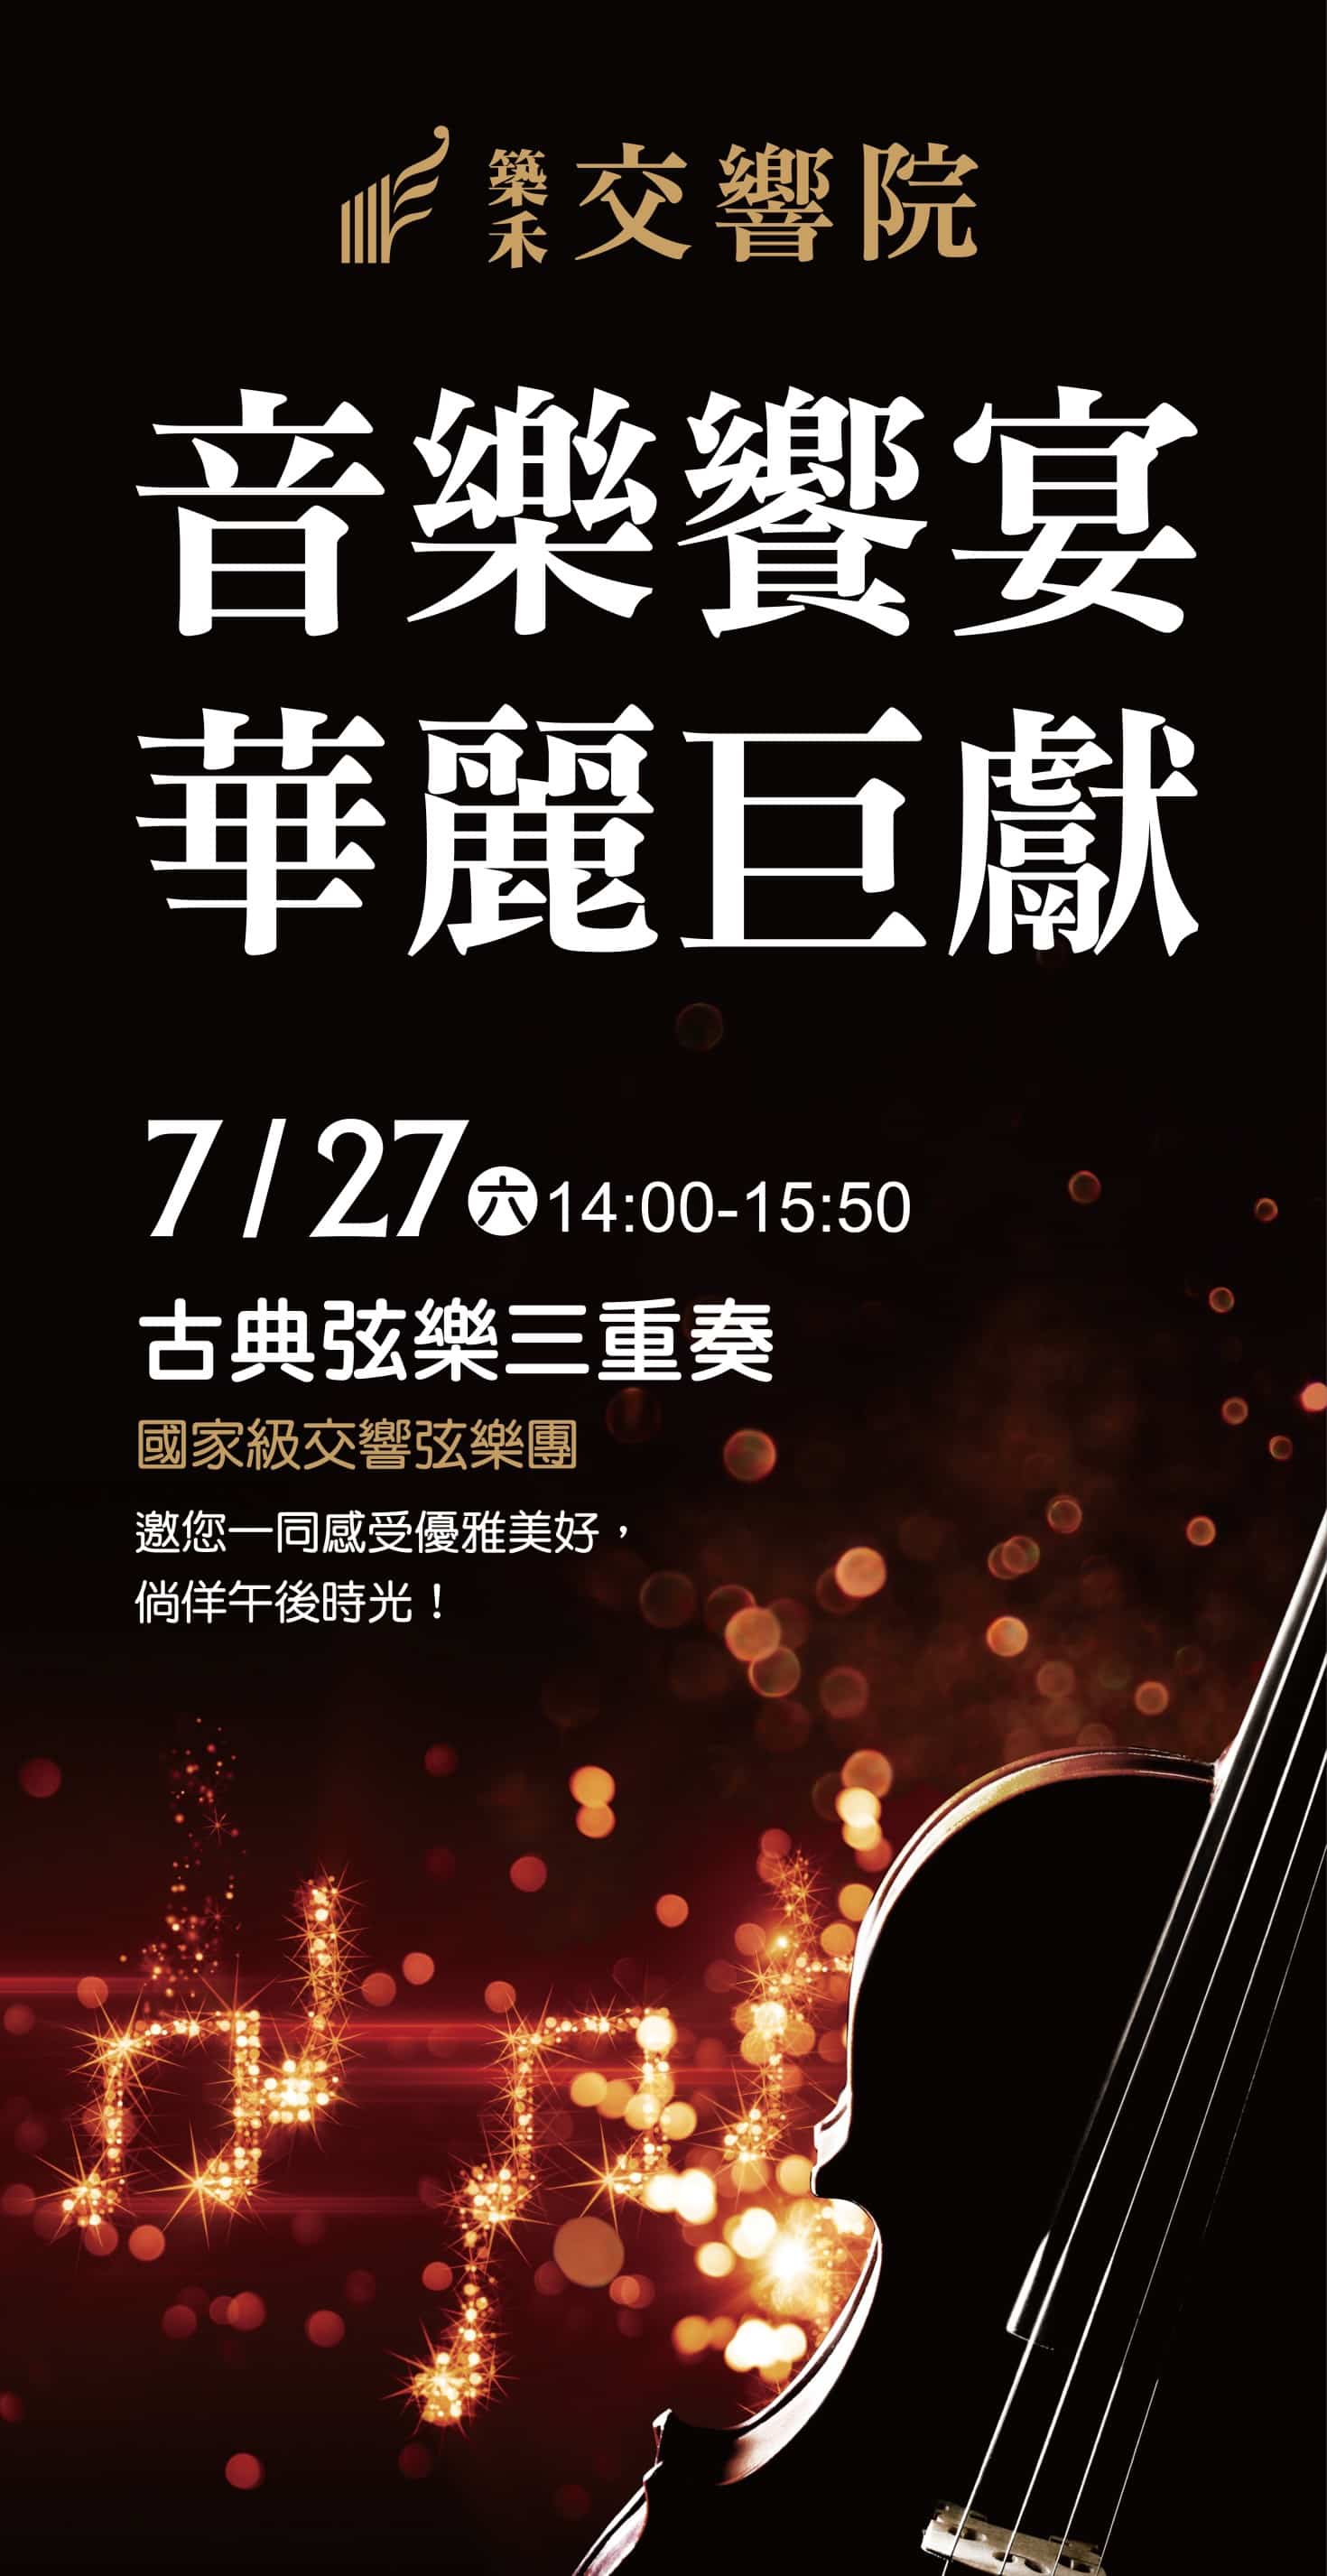 築禾交響院
音樂饗宴
華麗巨獻
7/27㊅14:00-15:50
古典弦樂三重奏
國家級交響弦樂團
邀您一同感受優雅美好，
倘佯午後時光！